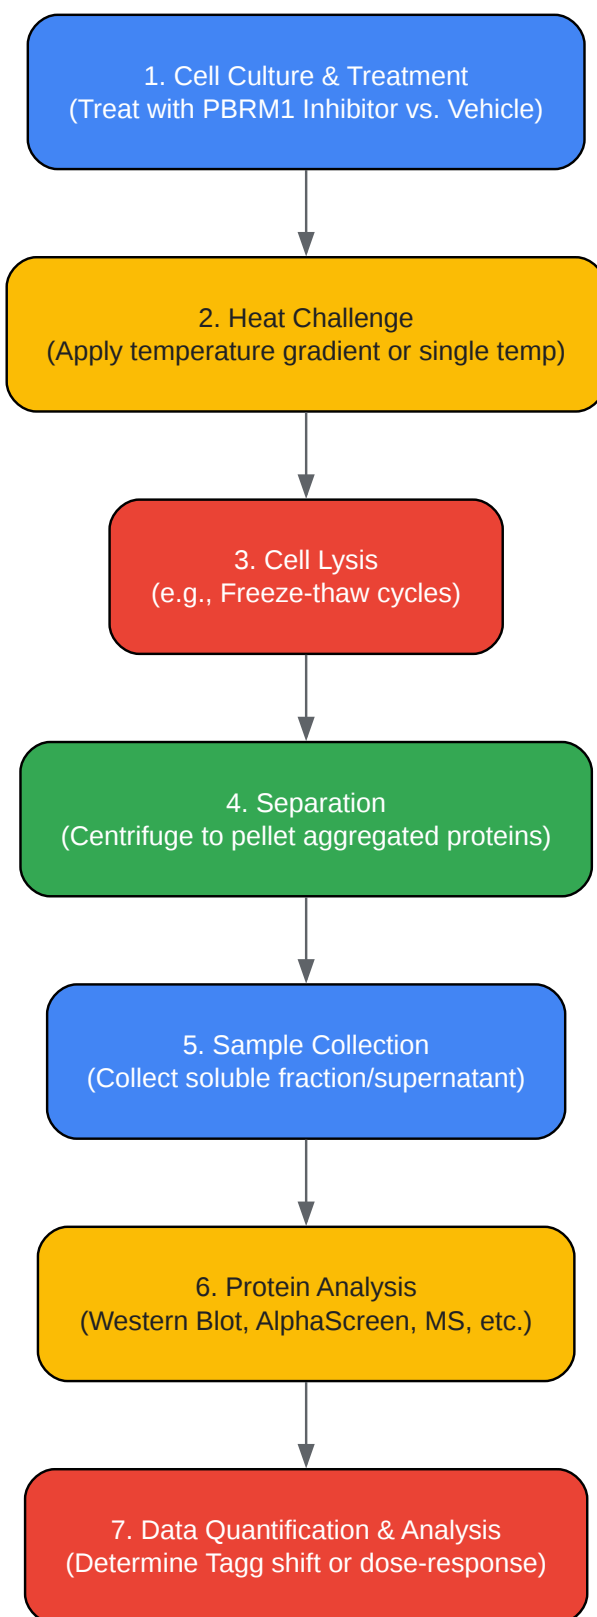 1. Cell Culture & Treatment
(Treat with PBRM1 Inhibitor vs. Vehicle)
2. Heat Challenge
(Apply temperature gradient or single temp)
3. Cell Lysis
(e.g., Freeze-thaw cycles)
4. Separation
(Centrifuge to pellet aggregated proteins)
5. Sample Collection
(Collect soluble fraction/supernatant)
6. Protein Analysis
(Western Blot, AlphaScreen, MS, etc.)
7. Data Quantification & Analysis
(Determine Tagg shift or dose-response)